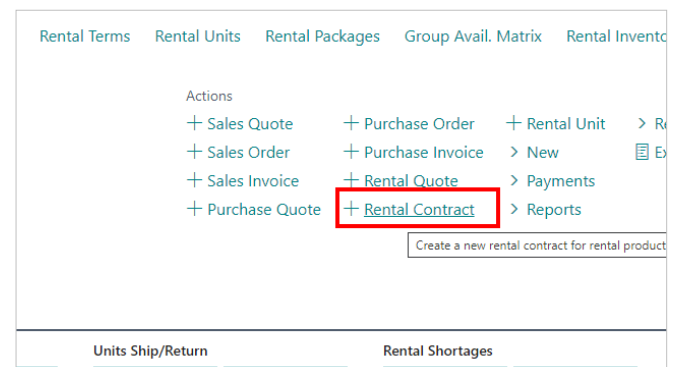 Rental Terms Rental Units Rental Packages Group Avail. Matrix Rental
Actions
+ Sales Quote + Purchase Order + Rental Unit >
+ Sales Order + Purchase Invoice > New
+ Sales Invoice + Rental Quote > Payments
+ Purchase Quote + Rental Contract > Reports
Create a new rental contract for rental product
Units Ship/Return Rental Shortages